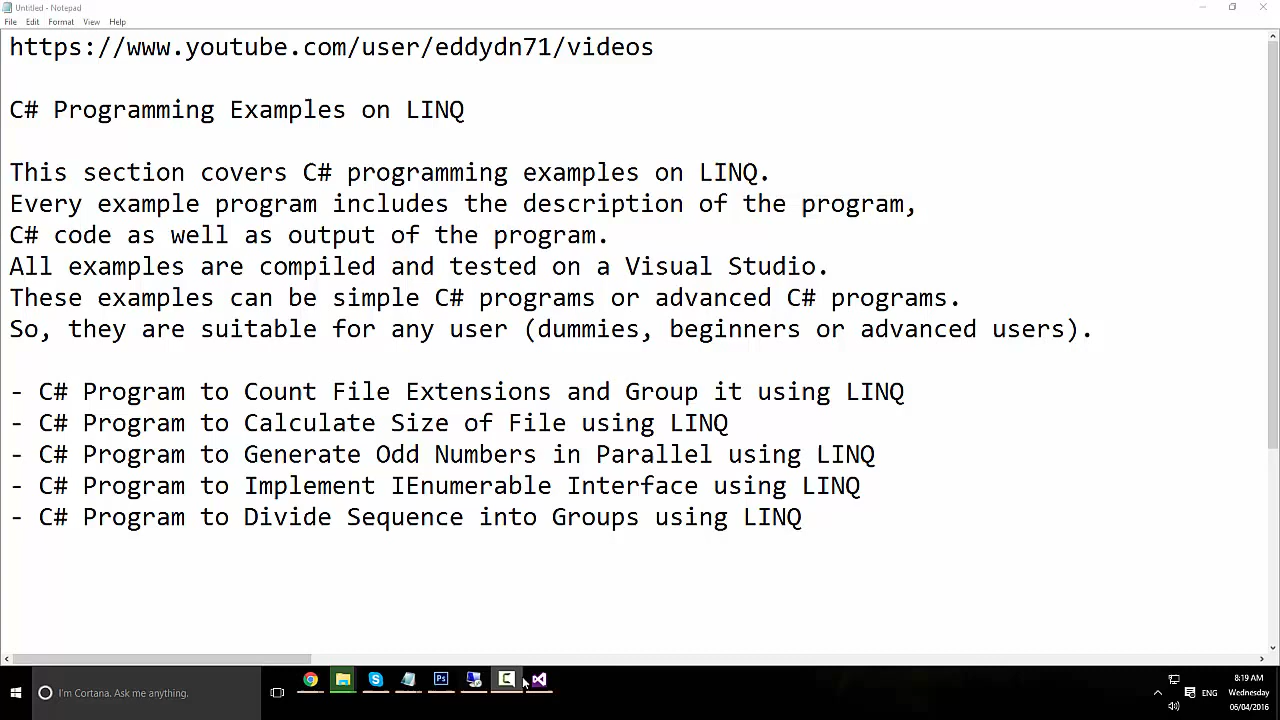 Untitled - Notepad
File Edit Format View Help
https://www.youtube.com/user/eddydn71/videos
C# Programming Examples on LINQ
This section covers C# programming examples on LINQ.
Every example program includes the description of the program,
C# code as well as output of the program.
All examples are compiled and tested on a Visual Studio.
These examples can be simple C# programs or advanced C# programs.
So, they are suitable for any user (dummies, beginners or advanced users).
- C# Program to Count File Extensions and Group it using LINQ
- C# Program to Calculate Size of File using LINQ
- C# Program to Generate Odd Numbers in Parallel using LINQ
- C# Program to Implement IEnumerable Interface using LINQ
- C# Program to Divide Sequence into Groups using LINQ
I'm Cortana. Ask me anything.
ENG
8:19 AM
Wednesday
06/04/2016